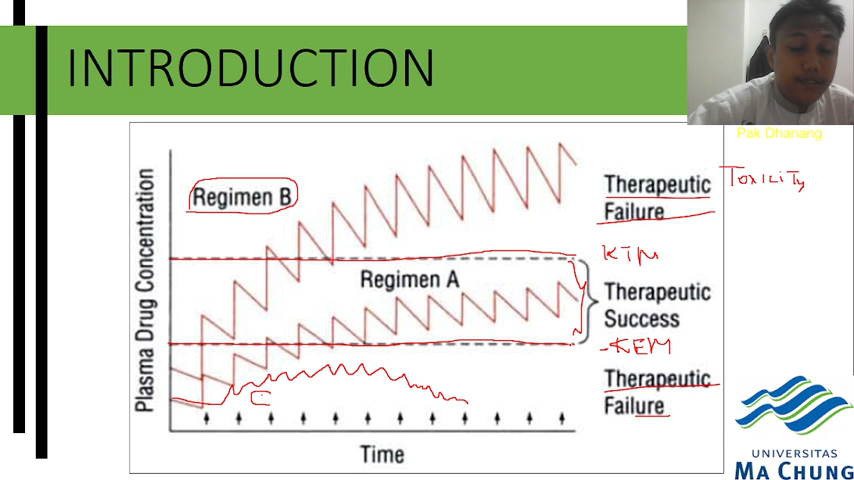 INTRODUCTION
Pak Dhanang
Regimen B
Therapeutic
Failure
TOXICITY
KTM
Regimen A
Therapeutic
Success
-KEM
C
Therapeutic
Failure
Plasma Drug Concentration
Time
UNIVERSITAS
MA CHUNG